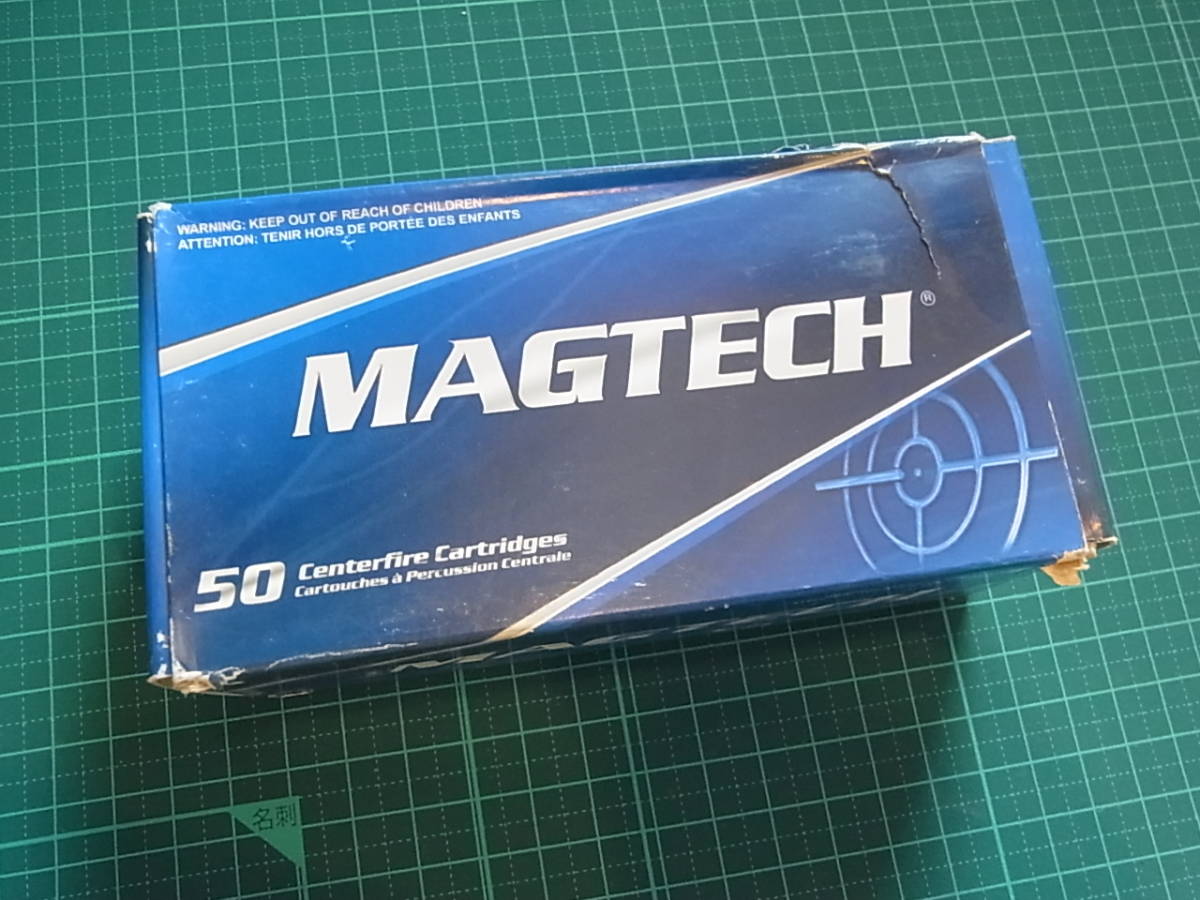 WARNING: KEEP OUT OF REACH OF CHILDREN
ATTENTION: TENIR HORS DE PORTÉE DES ENFANTS
MAGTECH®
50 Centerfire Cartridges
Cartouches à Percussion Centrale
名刺